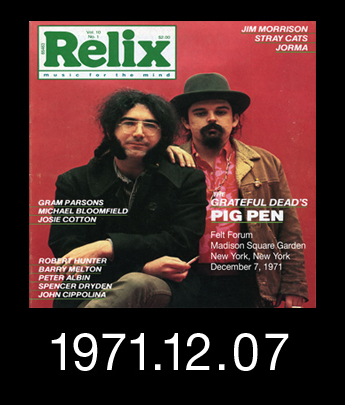 JIM MORRISON
STRAY CATS
JORMA
Vol. 10
No. 1
$2.00
Relix
music for the mind
GRAM PARSONS
MICHAEL BLOOMFIELD
JOSIE COTTON
THE
GRATEFUL DEAD'S
PIG PEN
Felt Forum
Madison Square Garden
New York, New York
December 7, 1971
ROBERT HUNTER
BARRY MELTON
PETER ALBIN
SPENCER DRYDEN
JOHN CIPPOLINA
1971.12.07